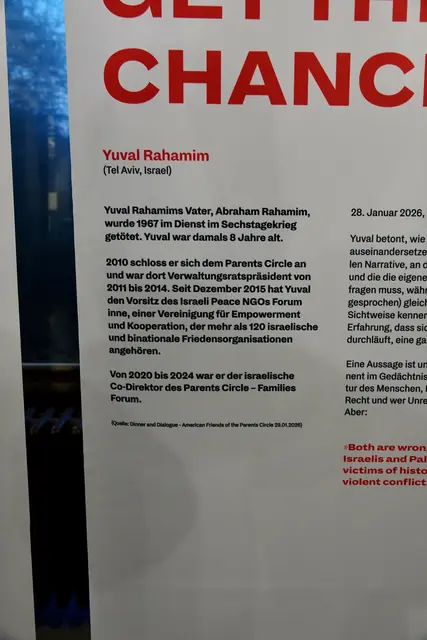 GET THE
CHANCE
Yuval Rahamim
(Tel Aviv, Israel)
Yuval Rahamims Vater, Abraham Rahamim,
wurde 1967 im Dienst im Sechstagekrieg
getötet. Yuval war damals 8 Jahre alt.
2010 schloss er sich dem Parents Circle an
und war dort Verwaltungsratspräsident von
2011 bis 2014. Seit Dezember 2015 hat Yuval
den Vorsitz des Israeli Peace NGOs Forum
inne, einer Vereinigung für Empowerment
und Kooperation, der mehr als 120 israelische
und binationale Friedensorganisationen
angehören.
Von 2020 bis 2024 war er der israelische
Co-Direktor des Parents Circle – Families
Forum.
(Quelle: Dinner and Dialogue - American Friends of the Parents Circle 29.01.2026)
28. Januar 2026,
Yuval betont, wie
auseinandersetze
len Narrative, an d
und die die eigene
fragen muss, währ
gesprochen) gleich
Sichtweise kennen
Erfahrung, dass sic
durchläuft, eine ga
Eine Aussage ist un
nent im Gedächtnis
tur des Menschen,
Recht und wer Unre
Aber:
»Both are wron
Israelis and Pal
victims of histo
violent conflict